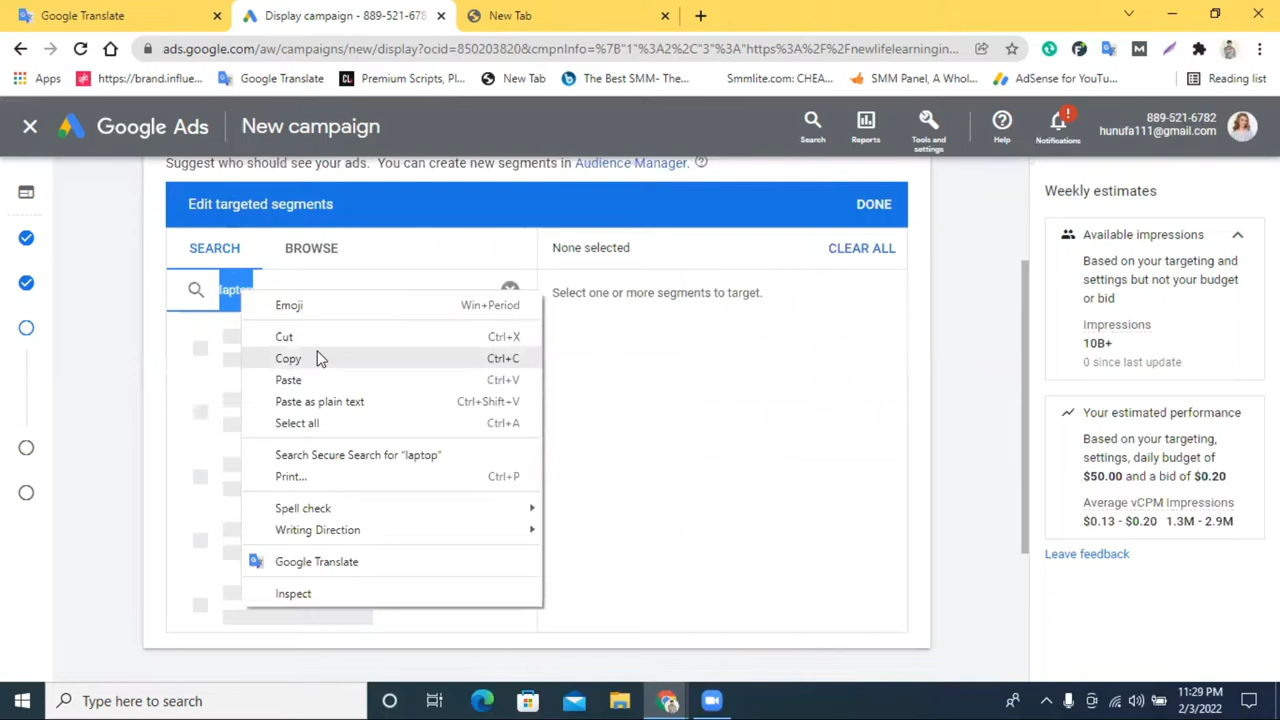 Google Translate
Display campaign - 889-521-678
New Tab
ads.google.com/aw/campaigns/new/display?ocid=850203820&cmpnInfo=%7B"1"%3A2%2C"3"%3A"https%3A%2F%2Fnewlifelearningin...
Apps
https://brand.influe...
Google Translate
CL
Premium Scripts, Pl...
New Tab
The Best SMM- The...
Smmlite.com: CHEA...
SMM Panel, A Whol...
AdSense for YouTu...
Reading list
Google Ads
New campaign
Search
Reports
Tools and settings
Help
Notifications
889-521-6782
hunufa111@gmail.com
Suggest who should see your ads. You can create new segments in Audience Manager.
Edit targeted segments
DONE
SEARCH
BROWSE
None selected
CLEAR ALL
laptop
Select one or more segments to target.
Emoji Win+Period
Cut Ctrl+X
Copy Ctrl+C
Paste Ctrl+V
Paste as plain text Ctrl+Shift+V
Select all Ctrl+A
Search Secure Search for "laptop"
Print... Ctrl+P
Spell check
Writing Direction
Google Translate
Inspect
Weekly estimates
Available impressions
Based on your targeting and
settings but not your budget
or bid
Impressions
10B+
0 since last update
Your estimated performance
Based on your targeting,
settings, daily budget of
$50.00 and a bid of $0.20
Average vCPM Impressions
$0.13 - $0.20 1.3M - 2.9M
Leave feedback
Type here to search
11:29 PM
2/3/2022